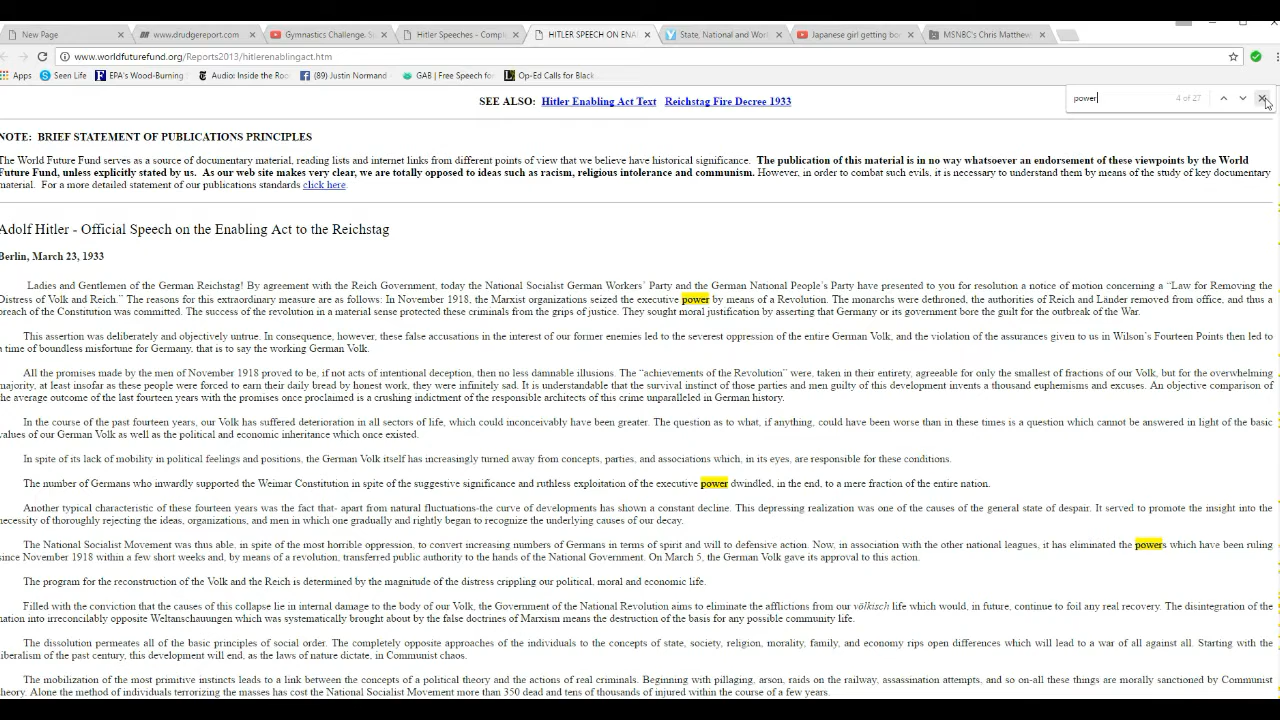 New Page
www.drudgereport.com
Gymnastics Challenge. S
Hitler Speeches - Compl
HITLER SPEECH ON ENA
State, National and Wor
Japanese girl getting bo
MSNBC's Chris Matthew
www.worldfuturefund.org/Reports2013/hitlerenablingact.htm
Apps Seen Life EPA's Wood-Burning Audio: Inside the Roo (89) Justin Normand GAB | Free Speech fo Op-Ed Calls for Blac
power 4 of 27
SEE ALSO: Hitler Enabling Act Text Reichstag Fire Decree 1933
NOTE: BRIEF STATEMENT OF PUBLICATIONS PRINCIPLES
The World Future Fund serves as a source of documentary material, reading lists and internet links from different points of view that we believe have historical significance. The publication of this material is in no way whatsoever an endorsement of these viewpoints by the World
Future Fund, unless explicitly stated by us. As our web site makes very clear, we are totally opposed to ideas such as racism, religious intolerance and communism. However, in order to combat such evils, it is necessary to understand them by means of the study of key documentary
material. For a more detailed statement of our publications standards click here.
Adolf Hitler - Official Speech on the Enabling Act to the Reichstag
Berlin, March 23, 1933
Ladies and Gentlemen of the German Reichstag! By agreement with the Reich Government, today the National Socialist German Workers' Party and the German National People's Party have presented to you for resolution a notice of motion concerning a "Law for Removing the
Distress of Volk and Reich." The reasons for this extraordinary measure are as follows: In November 1918, the Marxist organizations seized the executive power by means of a Revolution. The monarchs were dethroned, the authorities of Reich and Länder removed from office, and thus a
breach of the Constitution was committed. The success of the revolution in a material sense protected these criminals from the grips of justice. They sought moral justification by asserting that Germany or its government bore the guilt for the outbreak of the War.
This assertion was deliberately and objectively untrue. In consequence, however, these false accusations in the interest of our former enemies led to the severest oppression of the entire German Volk, and the violation of the assurances given to us in Wilson's Fourteen Points then led to
a time of boundless misfortune for Germany, that is to say the working German Volk.
All the promises made by the men of November 1918 proved to be, if not acts of intentional deception, then no less damnable illusions. The "achievements of the Revolution" were, taken in their entirety, agreeable for only the smallest of fractions of our Volk, but for the overwhelming
majority, at least insofar as these people were forced to earn their daily bread by honest work, they were infinitely sad. It is understandable that the survival instinct of those parties and men guilty of this development invents a thousand euphemisms and excuses. An objective comparison of
the average outcome of the last fourteen years with the promises once proclaimed is a crushing indictment of the responsible architects of this crime unparalleled in German history.
In the course of the past fourteen years, our Volk has suffered deterioration in all sectors of life, which could inconceivably have been greater. The question as to what, if anything, could have been worse than in these times is a question which cannot be answered in light of the basic
values of our German Volk as well as the political and economic inheritance which once existed.
In spite of its lack of mobility in political feelings and positions, the German Volk itself has increasingly turned away from concepts, parties, and associations which, in its eyes, are responsible for these conditions.
The number of Germans who inwardly supported the Weimar Constitution in spite of the suggestive significance and ruthless exploitation of the executive power dwindled, in the end, to a mere fraction of the entire nation.
Another typical characteristic of these fourteen years was the fact that- apart from natural fluctuations-the curve of developments has shown a constant decline. This depressing realization was one of the causes of the general state of despair. It served to promote the insight into the
necessity of thoroughly rejecting the ideas, organizations, and men in which one gradually and rightly began to recognize the underlying causes of our decay.
The National Socialist Movement was thus able, in spite of the most horrible oppression, to convert increasing numbers of Germans in terms of spirit and will to defensive action. Now, in association with the other national leagues, it has eliminated the powers which have been ruling
since November 1918 within a few short weeks and, by means of a revolution, transferred public authority to the hands of the National Government. On March 5, the German Volk gave its approval to this action.
The program for the reconstruction of the Volk and the Reich is determined by the magnitude of the distress crippling our political, moral and economic life.
Filled with the conviction that the causes of this collapse lie in internal damage to the body of our Volk, the Government of the National Revolution aims to eliminate the afflictions from our völkisch life which would, in future, continue to foil any real recovery. The disintegration of the
nation into irreconcilably opposite Weltanschauungen which was systematically brought about by the false doctrines of Marxism means the destruction of the basis for any possible community life.
The dissolution permeates all of the basic principles of social order. The completely opposite approaches of the individuals to the concepts of state, society, religion, morality, family, and economy rips open differences which will lead to a war of all against all. Starting with the
liberalism of the past century, this development will end, as the laws of nature dictate, in Communist chaos.
The mobilization of the most primitive instincts leads to a link between the concepts of a political theory and the actions of real criminals. Beginning with pillaging, arson, raids on the railway, assassination attempts, and so on-all these things are morally sanctioned by Communist
theory. Alone the method of individuals terrorizing the masses has cost the National Socialist Movement more than 350 dead and tens of thousands of injured within the course of a few years.